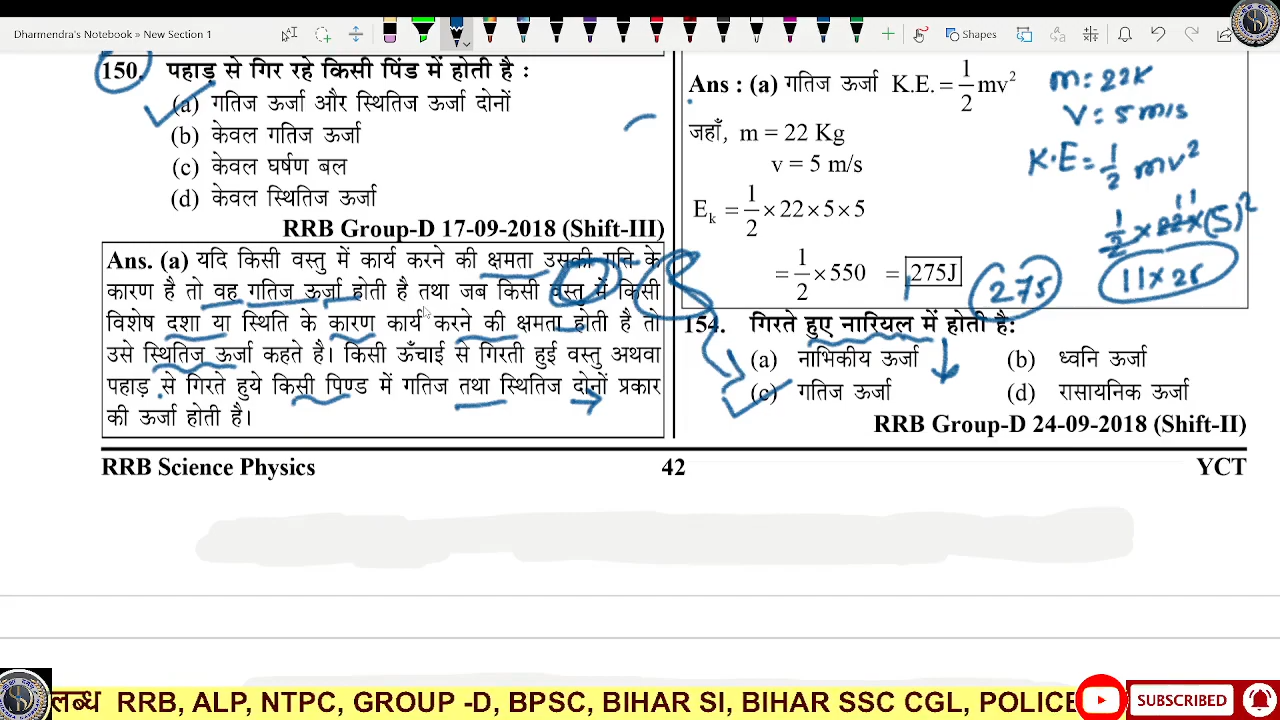 Dharmendra's Notebook » New Section 1
Shapes
150. पहाड़ से गिर रहे किसी पिंड में होती है :
(a) गतिज ऊर्जा और स्थितिज ऊर्जा दोनों
(b) केवल गतिज ऊर्जा
(c) केवल घर्षण बल
(d) केवल स्थितिज ऊर्जा
RRB Group-D 17-09-2018 (Shift-III)
Ans. (a) यदि किसी वस्तु में कार्य करने की क्षमता उसकी गति के
कारण है तो वह गतिज ऊर्जा होती है तथा जब किसी वस्तु में किसी
विशेष दशा या स्थिति के कारण कार्य करने की क्षमता होती है तो
उसे स्थितिज ऊर्जा कहते है। किसी ऊँचाई से गिरती हुई वस्तु अथवा
पहाड़ से गिरते हुये किसी पिण्ड में गतिज तथा स्थितिज दोनों प्रकार
की ऊर्जा होती है।
Ans : (a) गतिज ऊर्जा K.E. = 1/2 mv²
जहाँ, m = 22 Kg
v = 5 m/s
Eₖ = 1/2 × 22 × 5 × 5
= 1/2 × 550 = 275J
m = 22K
v = 5 m/s
K.E = 1/2 mv²
1/2 × 22 × (5)²
11
11 × 25
275
154. गिरते हुए नारियल में होती है:
(a) नाभिकीय ऊर्जा (b) ध्वनि ऊर्जा
(c) गतिज ऊर्जा (d) रासायनिक ऊर्जा
RRB Group-D 24-09-2018 (Shift-II)
RRB Science Physics 42 YCT
लब्ध RRB, ALP, NTPC, GROUP -D, BPSC, BIHAR SI, BIHAR SSC CGL, POLICE
SUBSCRIBED